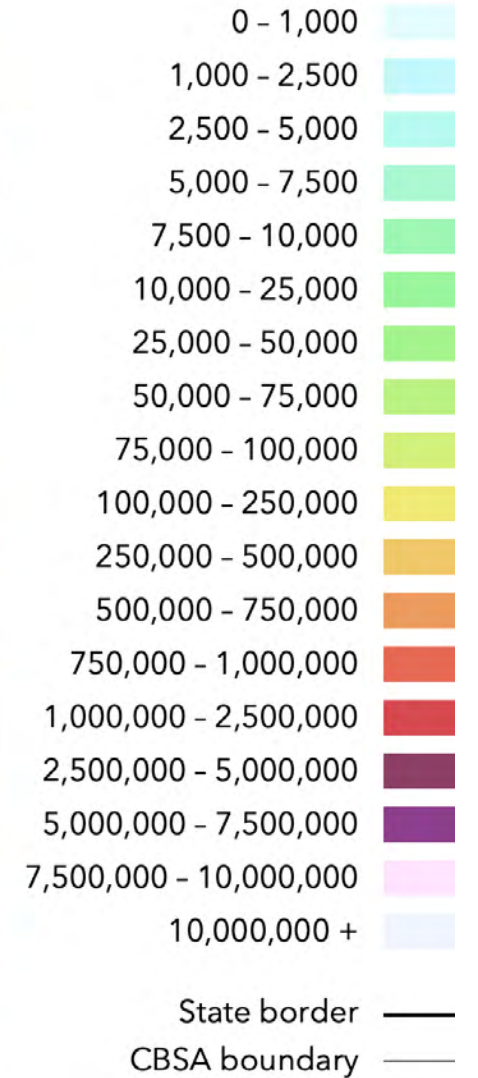 0 – 1,000
1,000 – 2,500
2,500 – 5,000
5,000 – 7,500
7,500 – 10,000
10,000 – 25,000
25,000 – 50,000
50,000 – 75,000
75,000 – 100,000
100,000 – 250,000
250,000 – 500,000
500,000 – 750,000
750,000 – 1,000,000
1,000,000 – 2,500,000
2,500,000 – 5,000,000
5,000,000 – 7,500,000
7,500,000 – 10,000,000
10,000,000 +
State border
CBSA boundary